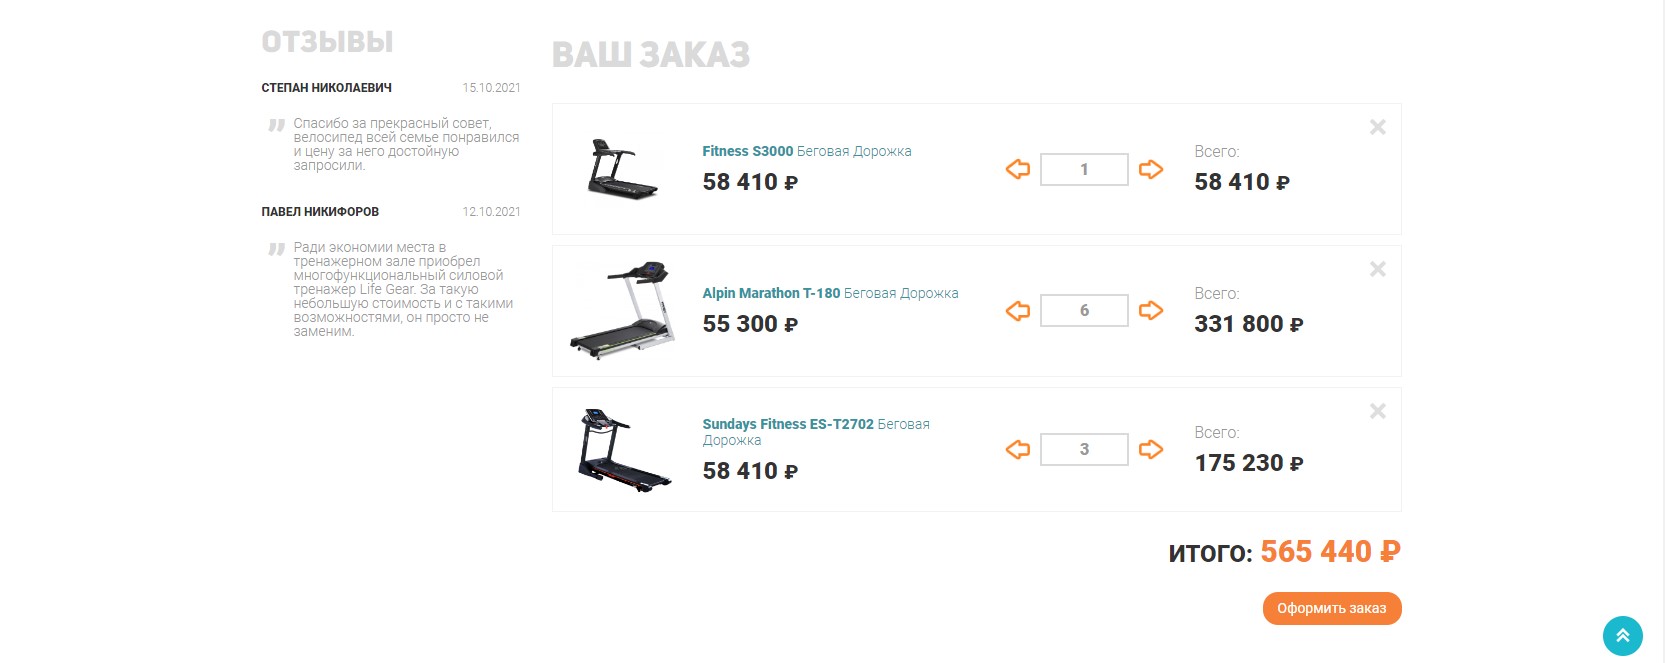 ОТЗЫВЫ
СТЕПАН НИКОЛАЕВИЧ 15.10.2021
Спасибо за прекрасный совет,
велосипед всей семье понравился
и цену за него достойную
запросили.
ПАВЕЛ НИКИФОРОВ 12.10.2021
Ради экономии места в
тренажерном зале приобрел
многофункциональный силовой
тренажер Life Gear. За такую
небольшую стоимость и с такими
возможностями, он просто не
заменим.
ВАШ ЗАКАЗ
Fitness S3000 Беговая Дорожка
58 410 ₽
1
Всего:
58 410 ₽
Alpin Marathon T-180 Беговая Дорожка
55 300 ₽
6
Всего:
331 800 ₽
Sundays Fitness ES-T2702 Беговая
Дорожка
58 410 ₽
3
Всего:
175 230 ₽
ИТОГО: 565 440 ₽
Оформить заказ